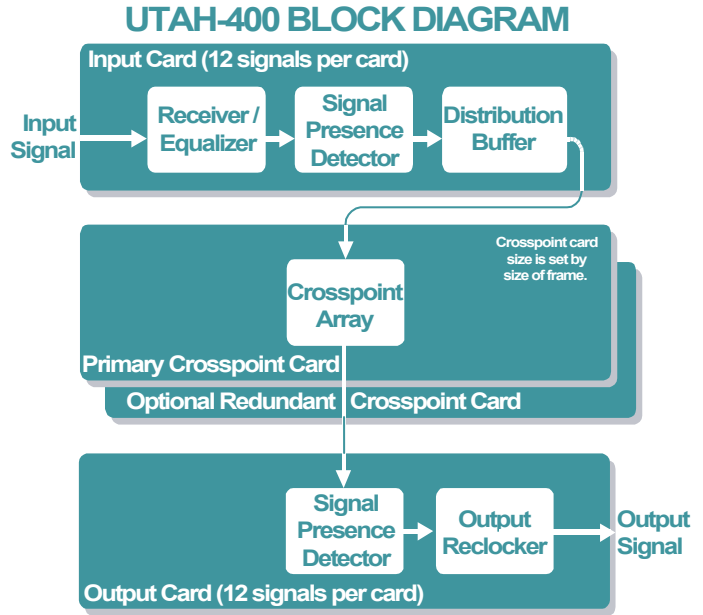 UTAH-400 BLOCK DIAGRAM
Input Card (12 signals per card)
Input
Signal
Receiver /
Equalizer
Signal
Presence
Detector
Distribution
Buffer
Crosspoint card
size is set by
size of frame.
Crosspoint
Array
Primary Crosspoint Card
Optional Redundant Crosspoint Card
Signal
Presence
Detector
Output
Reclocker
Output
Signal
Output Card (12 signals per card)